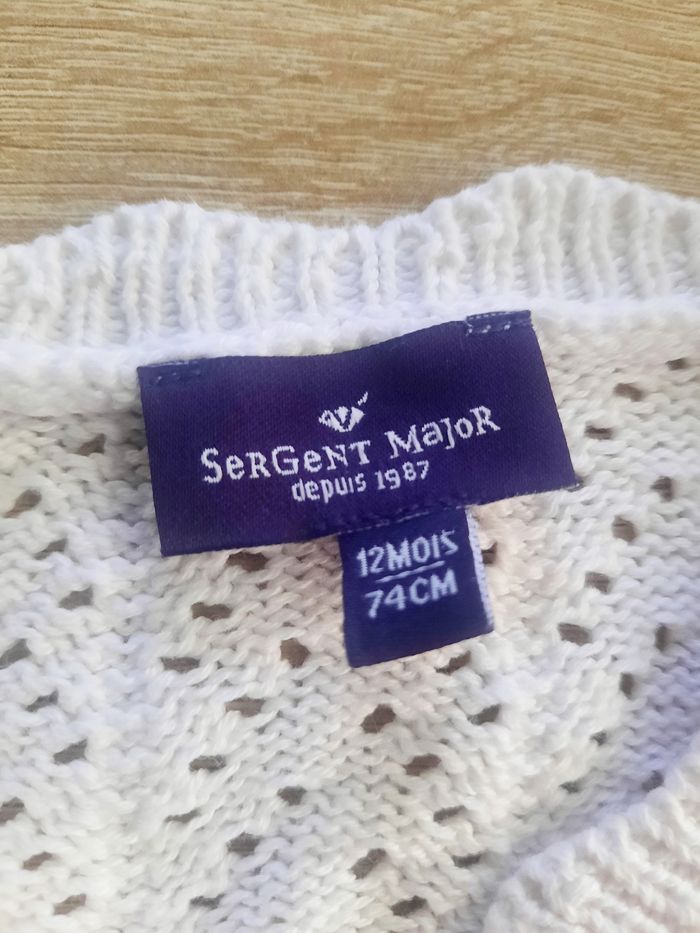 SeRGeNT MaJoR
depuis 1987
12MOIS
74CM